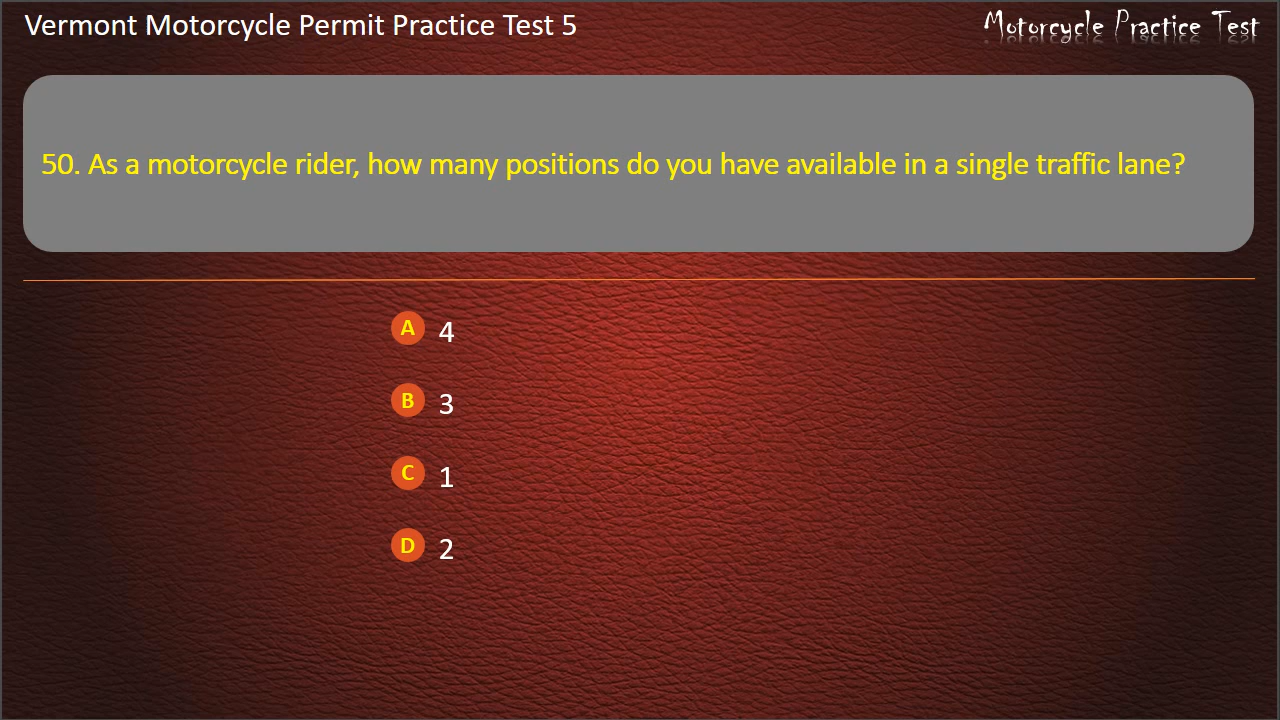 Vermont Motorcycle Permit Practice Test 5
Motorcycle Practice Test
50. As a motorcycle rider, how many positions do you have available in a single traffic lane?
A 4
B 3
C 1
D 2